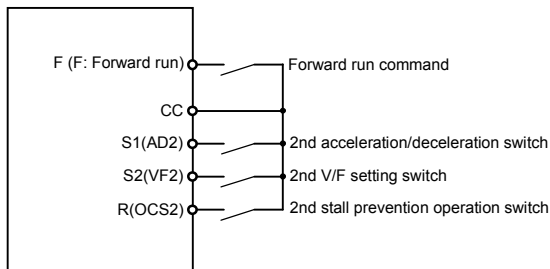 F (F: Forward run) Forward run command
CC
S1(AD2) 2nd acceleration/deceleration switch
S2(VF2) 2nd V/F setting switch
R(OCS2) 2nd stall prevention operation switch